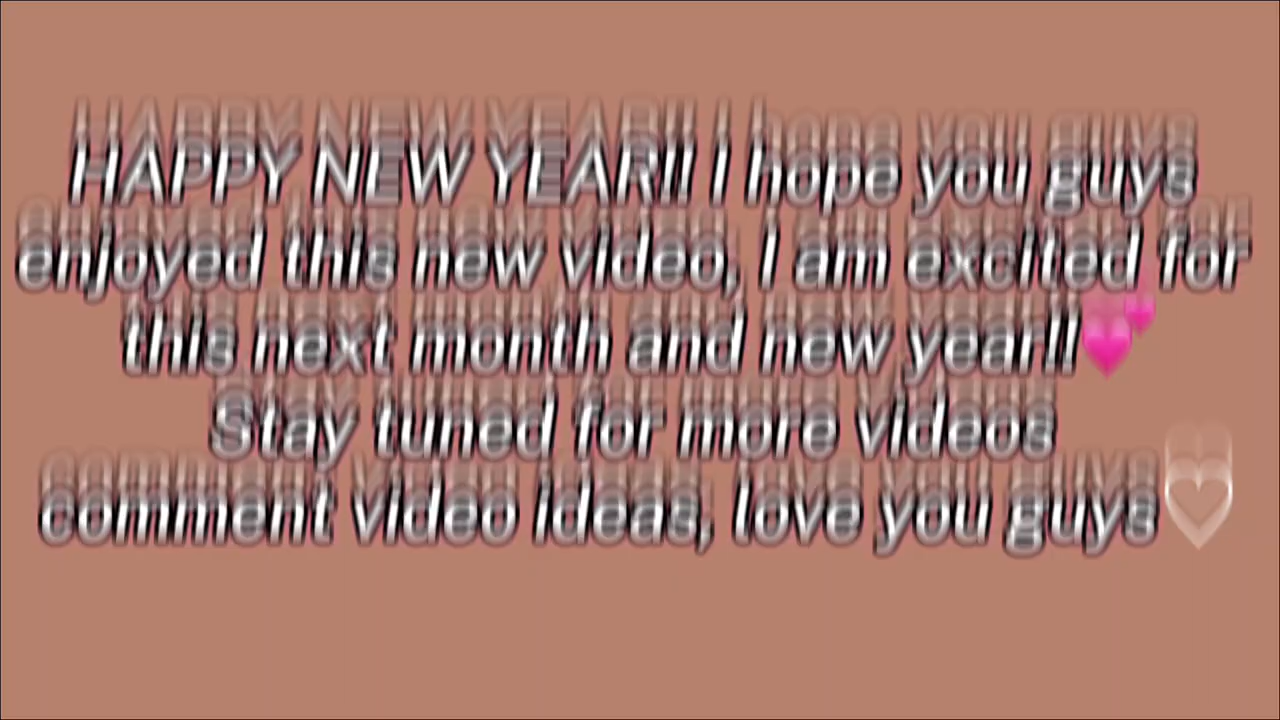 HAPPY NEW YEAR!! I hope you guys
enjoyed this new video, I am excited for
this next month and new year!!💕
Stay tuned for more videos
comment video ideas, love you guys♡